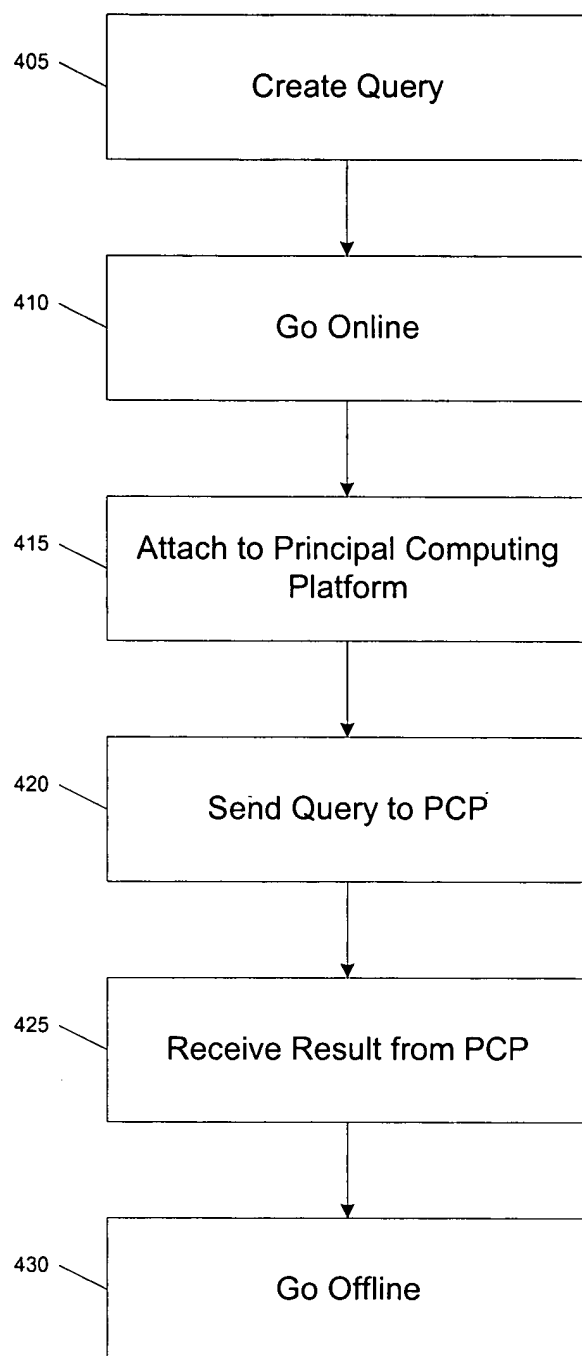 405
Create Query
410
Go Online
415
Attach to Principal Computing
Platform
420
Send Query to PCP
425
Receive Result from PCP
430
Go Offline